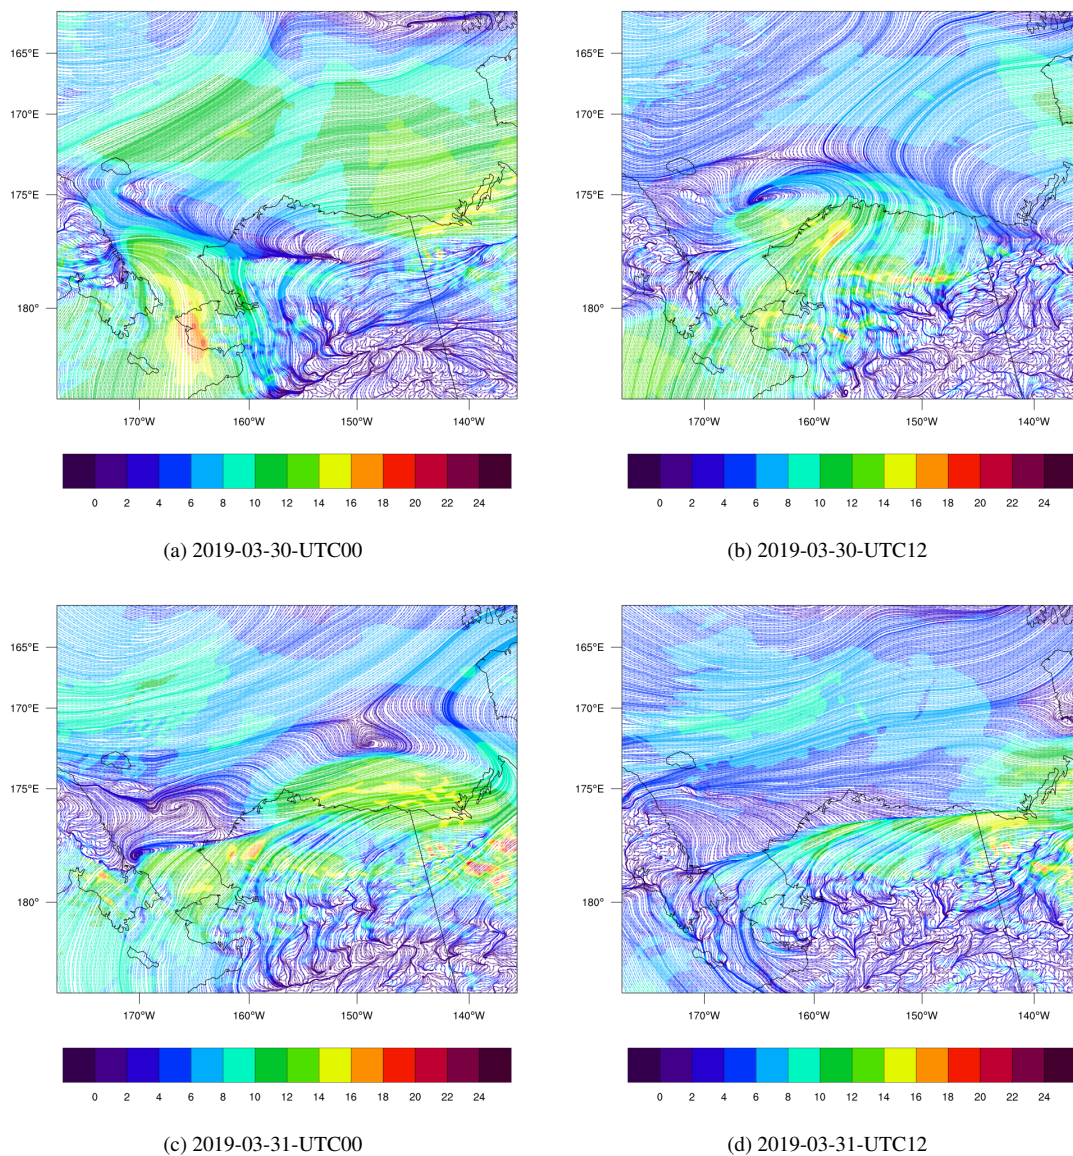 165°E
170°E
175°E
180°
170°W 160°W 150°W 140°W
0 2 4 6 8 10 12 14 16 18 20 22 24
(a) 2019-03-30-UTC00
165°E
170°E
175°E
180°
170°W 160°W 150°W 140°W
0 2 4 6 8 10 12 14 16 18 20 22 24
(b) 2019-03-30-UTC12
165°E
170°E
175°E
180°
170°W 160°W 150°W 140°W
0 2 4 6 8 10 12 14 16 18 20 22 24
(c) 2019-03-31-UTC00
165°E
170°E
175°E
180°
170°W 160°W 150°W 140°W
0 2 4 6 8 10 12 14 16 18 20 22 24
(d) 2019-03-31-UTC12